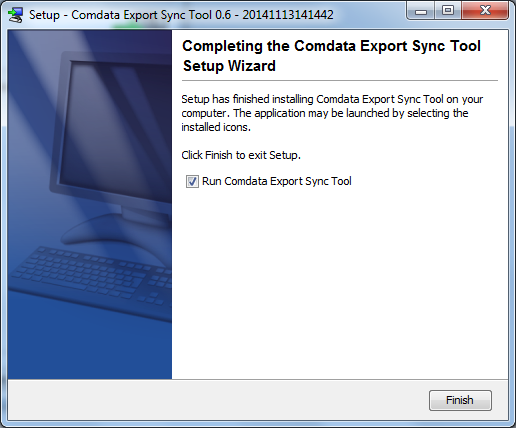 Setup - Comdata Export Sync Tool 0.6 - 20141113141442
Completing the Comdata Export Sync Tool
Setup Wizard
Setup has finished installing Comdata Export Sync Tool on your
computer. The application may be launched by selecting the
installed icons.
Click Finish to exit Setup.
Run Comdata Export Sync Tool
Finish